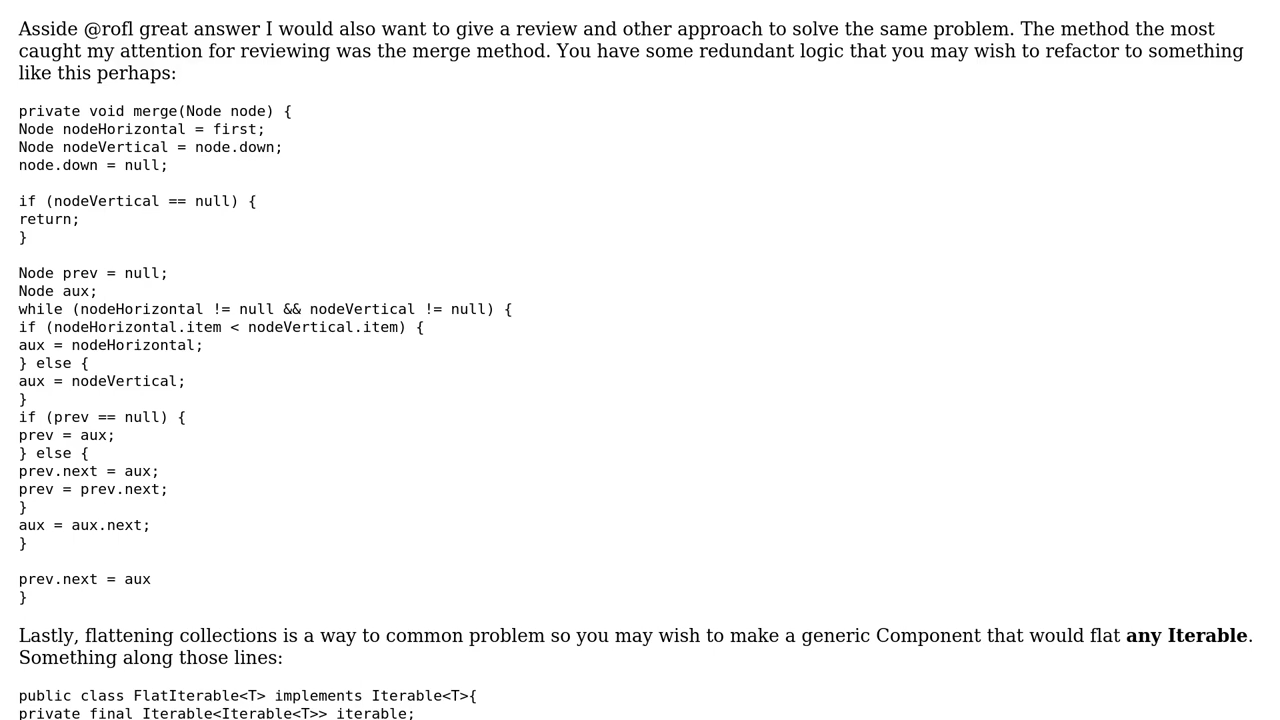 Asside @rofl great answer I would also want to give a review and other approach to solve the same problem. The method the most
caught my attention for reviewing was the merge method. You have some redundant logic that you may wish to refactor to something
like this perhaps:
private void merge(Node node) {
Node nodeHorizontal = first;
Node nodeVertical = node.down;
node.down = null;
if (nodeVertical == null) {
return;
}
Node prev = null;
Node aux;
while (nodeHorizontal != null && nodeVertical != null) {
if (nodeHorizontal.item < nodeVertical.item) {
aux = nodeHorizontal;
} else {
aux = nodeVertical;
}
if (prev == null) {
prev = aux;
} else {
prev.next = aux;
prev = prev.next;
}
aux = aux.next;
}
prev.next = aux
}
Lastly, flattening collections is a way to common problem so you may wish to make a generic Component that would flat any Iterable.
Something along those lines:
public class FlatIterable<T> implements Iterable<T>{
private final Iterable<Iterable<T>> iterable;